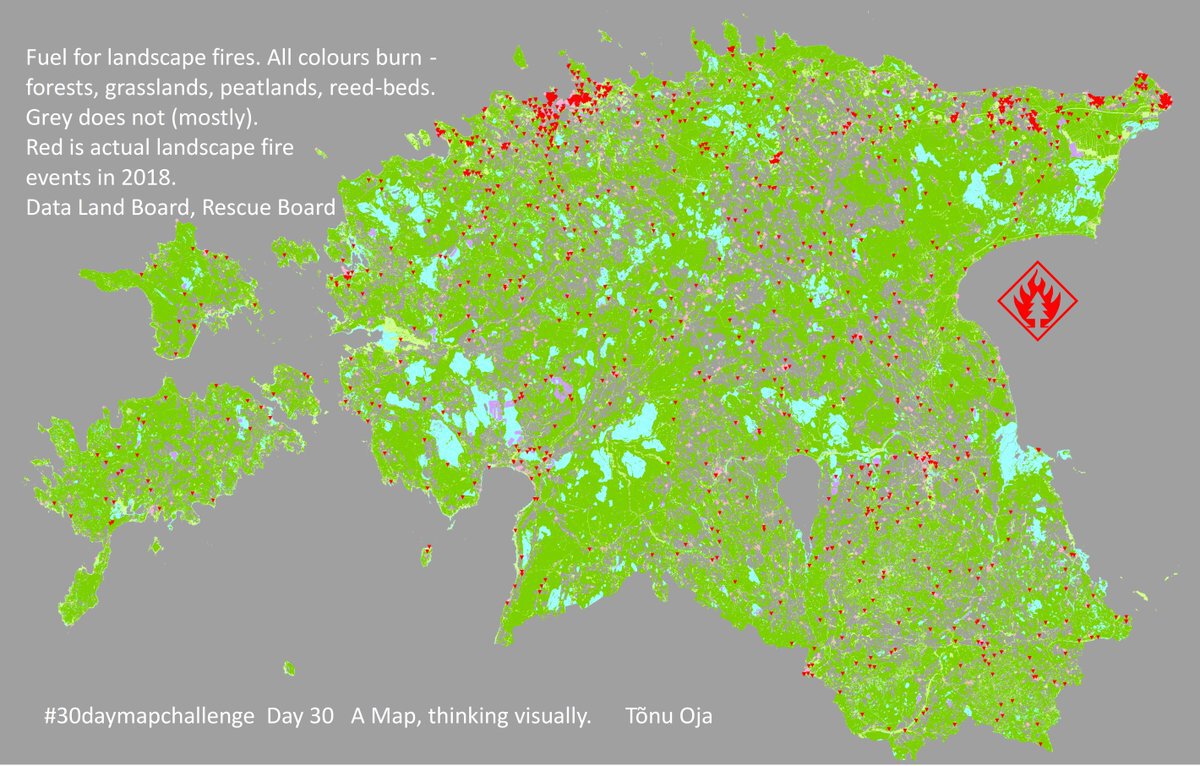 Fuel for landscape fires. All colours burn -
forests, grasslands, peatlands, reed-beds.
Grey does not (mostly).
Red is actual landscape fire
events in 2018.
Data Land Board, Rescue Board
#30daymapchallenge Day 30 A Map, thinking visually. Tõnu Oja